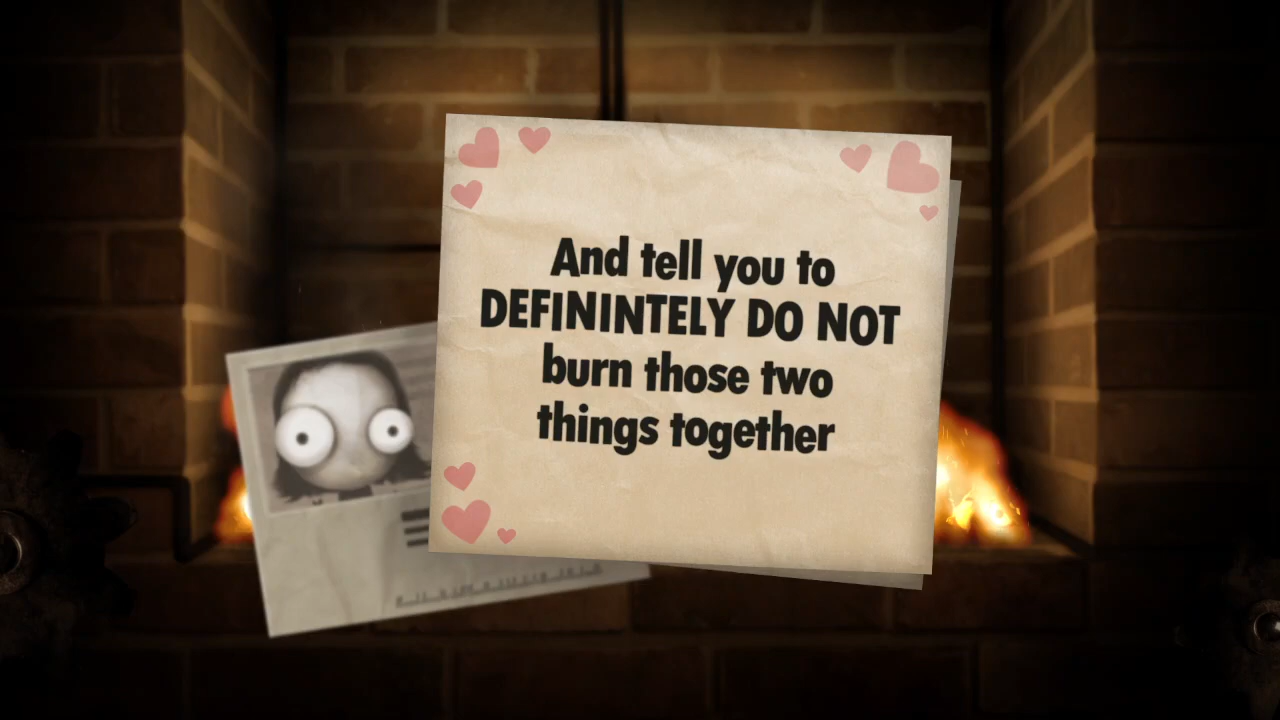 And tell you to
DEFININTELY DO NOT
burn those two
things together